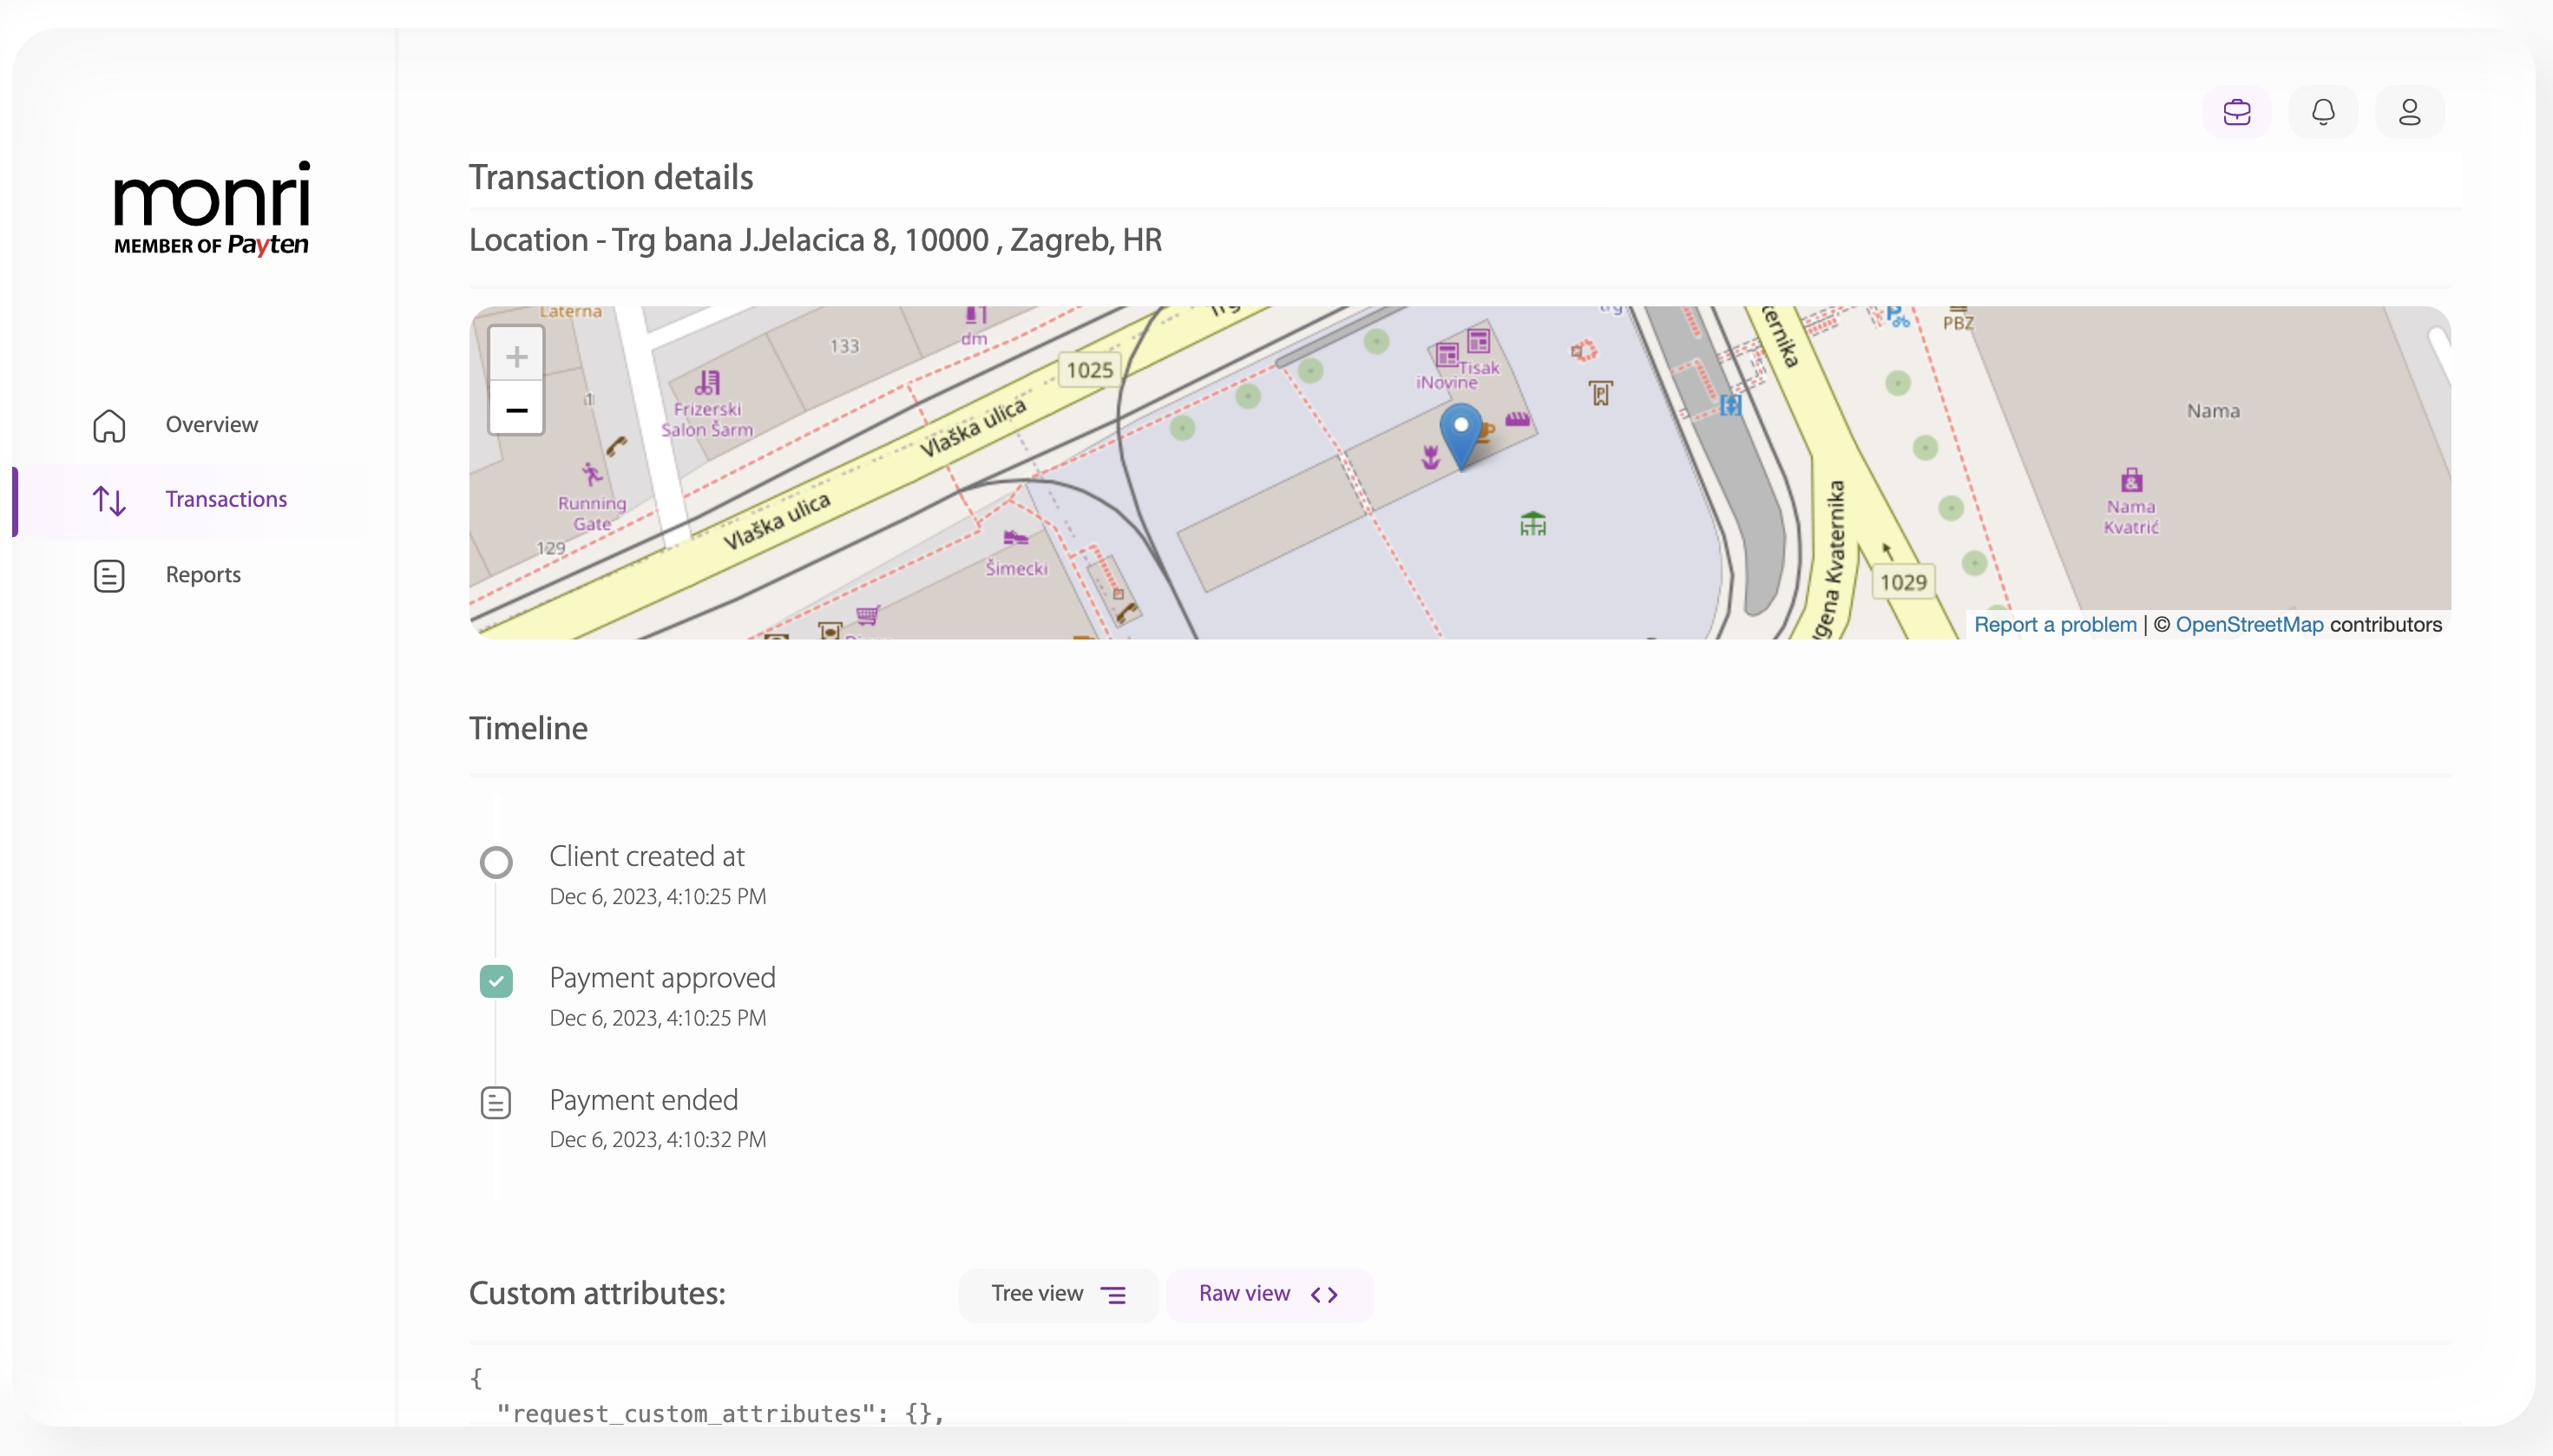 monri
MEMBER OF Payten
Overview
Transactions
Reports
Transaction details
Location - Trg bana J.Jelacica 8, 10000 , Zagreb, HR
+
−
Laterna
133
dm
1025
Frizerski
Salon Šarm
Vlaška ulica
Running
Gate
129
Vlaška ulica
Šimecki
Tisak
iNovine
PBZ
Nama
Nama
Kvatrić
1029
Report a problem | © OpenStreetMap contributors
Timeline
Client created at
Dec 6, 2023, 4:10:25 PM
Payment approved
Dec 6, 2023, 4:10:25 PM
Payment ended
Dec 6, 2023, 4:10:32 PM
Custom attributes:
Tree view
Raw view
{
"request_custom_attributes": {},